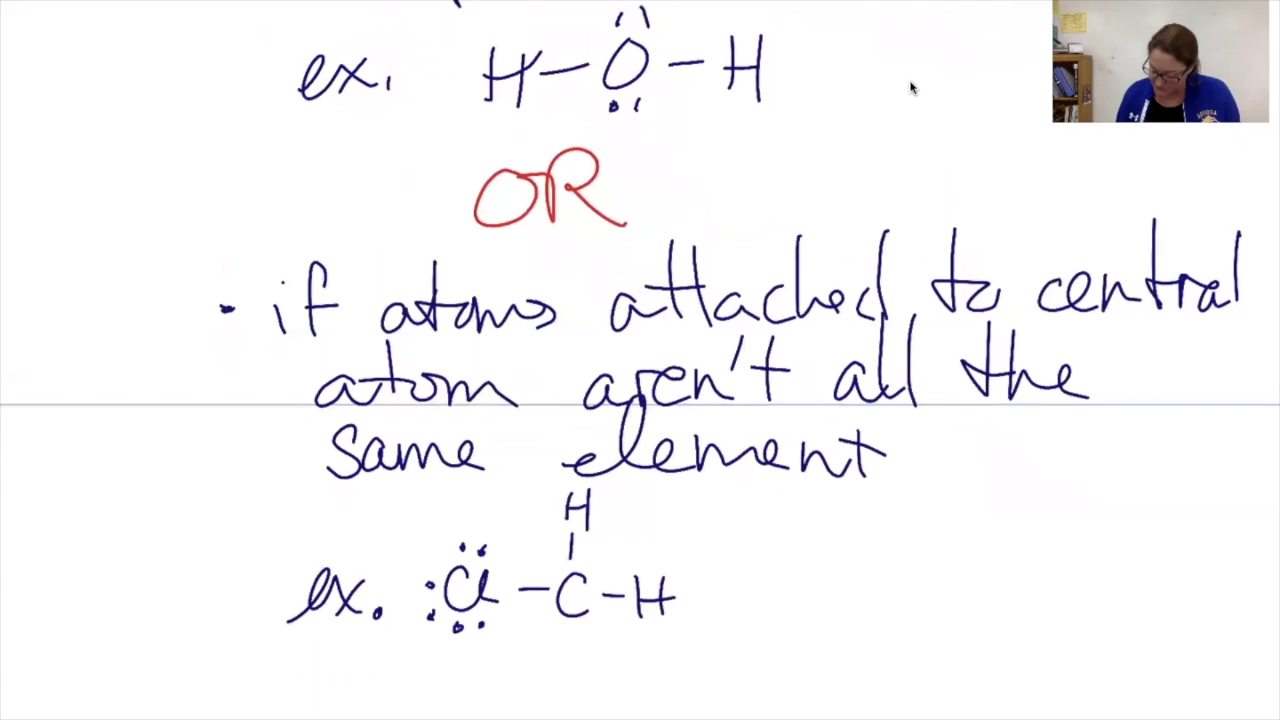 ex. H-O-H
OR
• if atoms attached to central
atom aren't all the
same element
H
ex. :Cl-C-H